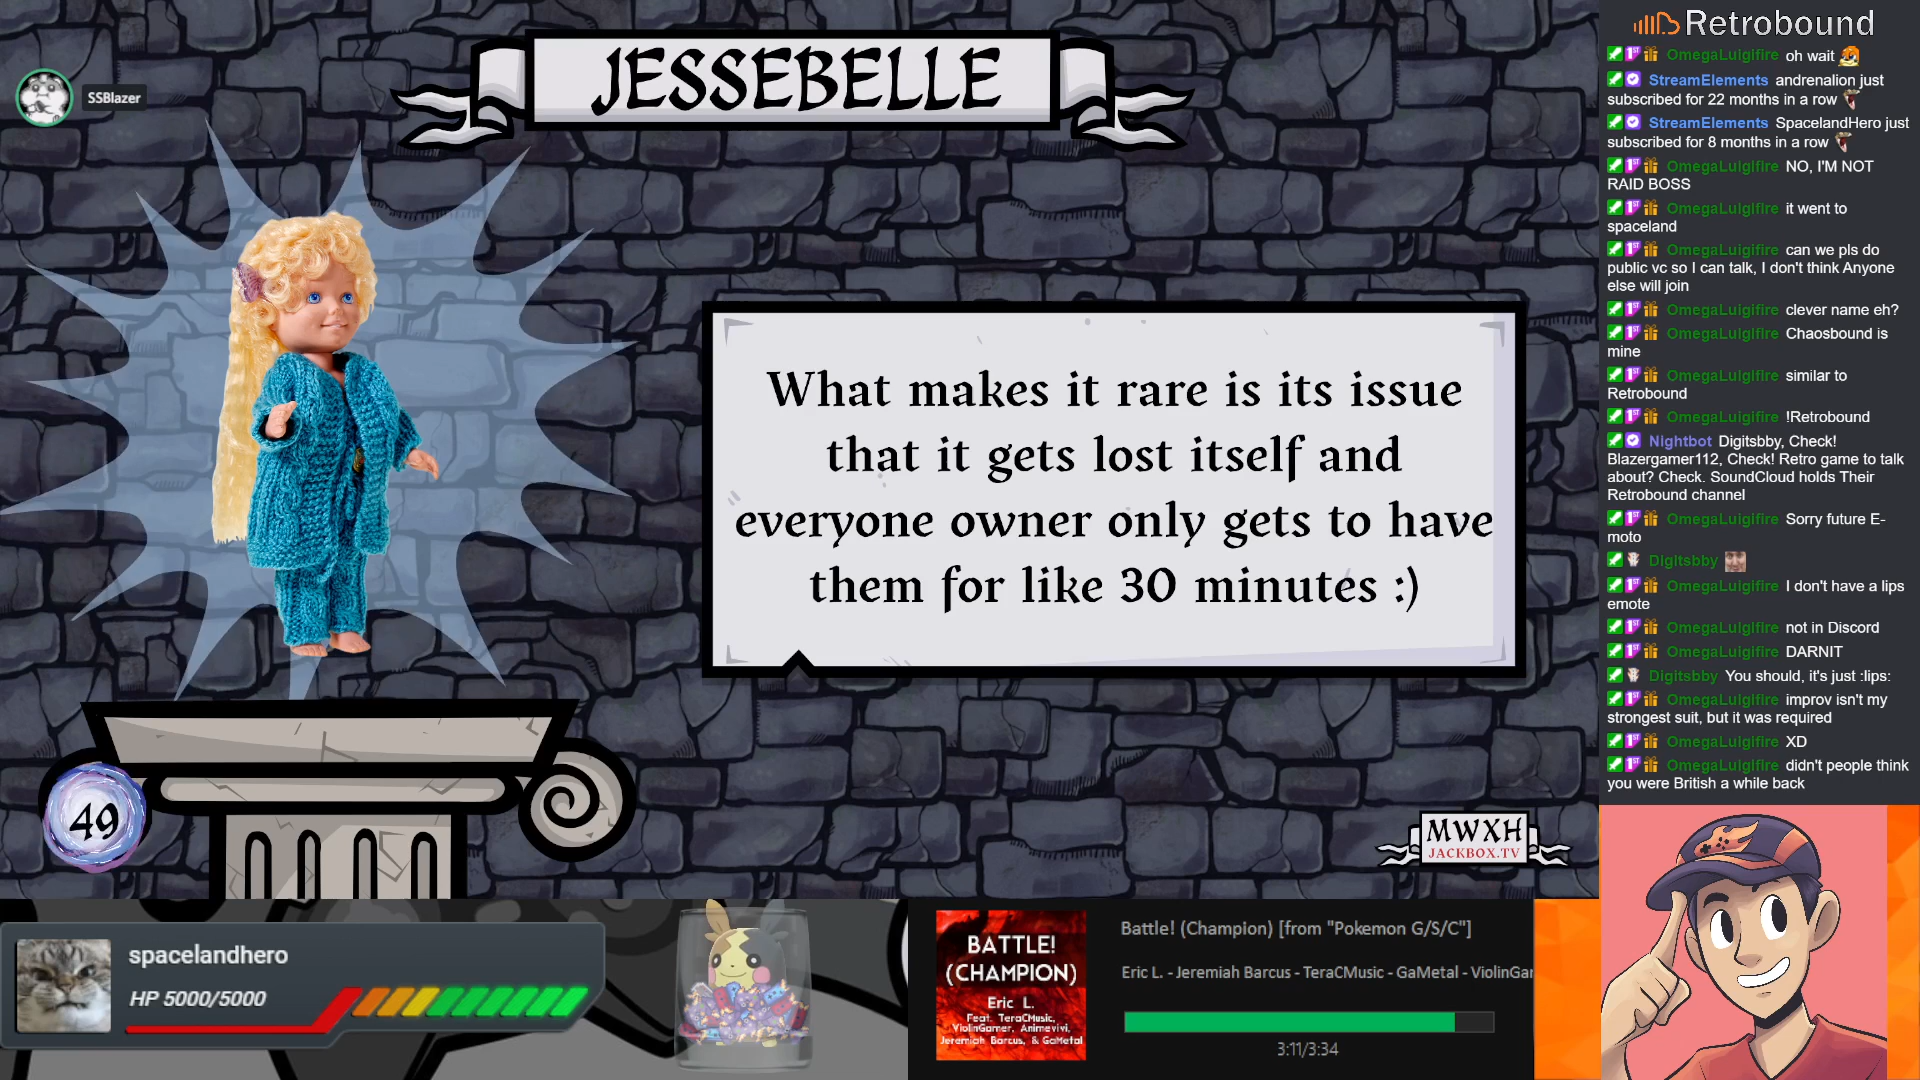 JESSEBELLE
SSBlazer
What makes it rare is its issue
that it gets lost itself and
everyone owner only gets to have
them for like 30 minutes :)
49
MWXH
JACKBOX.TV
spacelandhero
HP 5000/5000
BATTLE!
(CHAMPION)
Eric L.
Feat. TeraCMusic,
ViolinGamer, Animevivi,
Jeremiah Barcus, & GaMetal
Battle! (Champion) [from "Pokemon G/S/C"]
Eric L. - Jeremiah Barcus - TeraCMusic - GaMetal - ViolinGar
3:11/3:34
Retrobound
OmegaLuigifire oh wait
StreamElements andrenalion just
subscribed for 22 months in a row
StreamElements SpacelandHero just
subscribed for 8 months in a row
OmegaLuigifire NO, I'M NOT
RAID BOSS
OmegaLuigifire it went to
spaceland
OmegaLuigifire can we pls do
public vc so I can talk, I don't think Anyone
else will join
OmegaLuigifire clever name eh?
OmegaLuigifire Chaosbound is
mine
OmegaLuigifire similar to
Retrobound
OmegaLuigifire !Retrobound
Nightbot Digitsbby, Check!
Blazergamer112, Check! Retro game to talk
about? Check. SoundCloud holds Their
Retrobound channel
OmegaLuigifire Sorry future E-
moto
Digitsbby
OmegaLuigifire I don't have a lips
emote
OmegaLuigifire not in Discord
OmegaLuigifire DARNIT
Digitsbby You should, it's just :lips:
OmegaLuigifire improv isn't my
strongest suit, but it was required
OmegaLuigifire XD
OmegaLuigifire didn't people think
you were British a while back